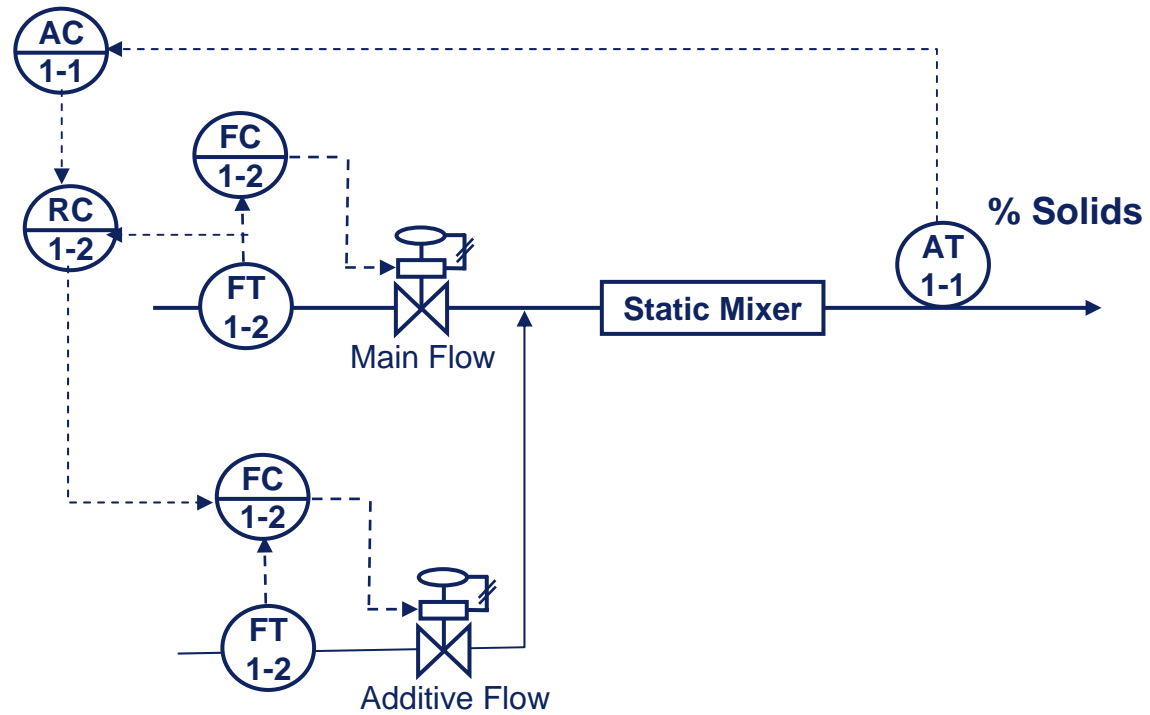 AC
1-1
FC
1-2
RC
1-2
% Solids
AT
1-1
FT
1-2
Static Mixer
Main Flow
FC
1-2
FT
1-2
Additive Flow